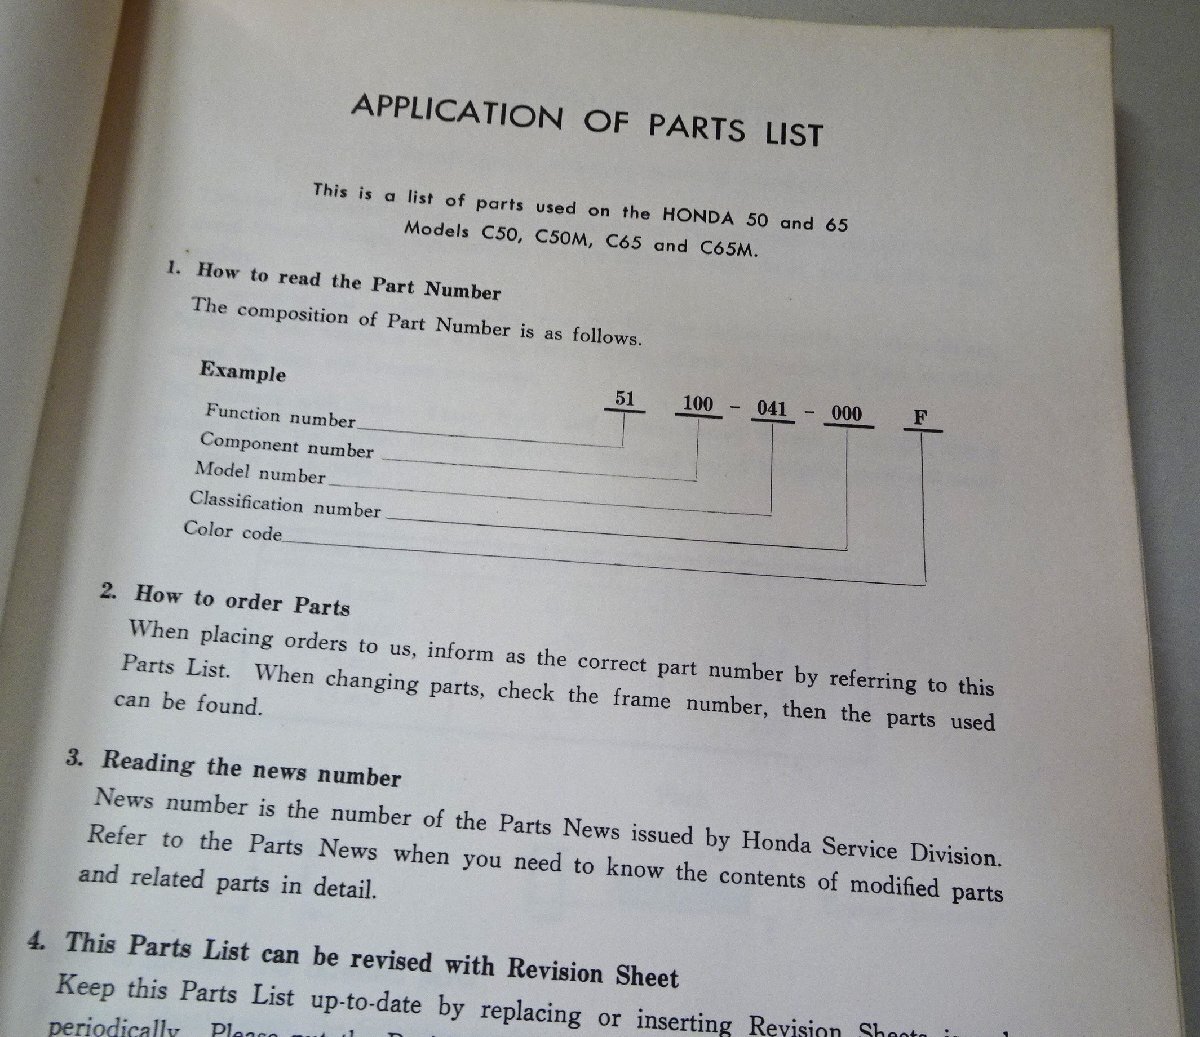 APPLICATION OF PARTS LIST
This is a list of parts used on the HONDA 50 and 65
Models C50, C50M, C65 and C65M.
1. How to read the Part Number
The composition of Part Number is as follows.
Example
51 100 - 041 - 000 F
Function number
Component number
Model number
Classification number
Color code
2. How to order Parts
When placing orders to us, inform as the correct part number by referring to this
Parts List. When changing parts, check the frame number, then the parts used
can be found.
3. Reading the news number
News number is the number of the Parts News issued by Honda Service Division.
Refer to the Parts News when you need to know the contents of modified parts
and related parts in detail.
4. This Parts List can be revised with Revision Sheet
Keep this Parts List up-to-date by replacing or inserting Revision Sheets
periodically. Please